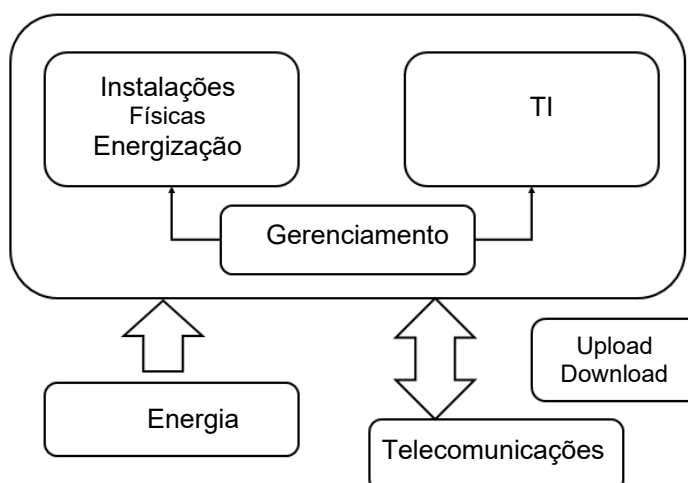 Instalações
Físicas
Energização
TI
Gerenciamento
Upload
Download
Energia
Telecomunicações